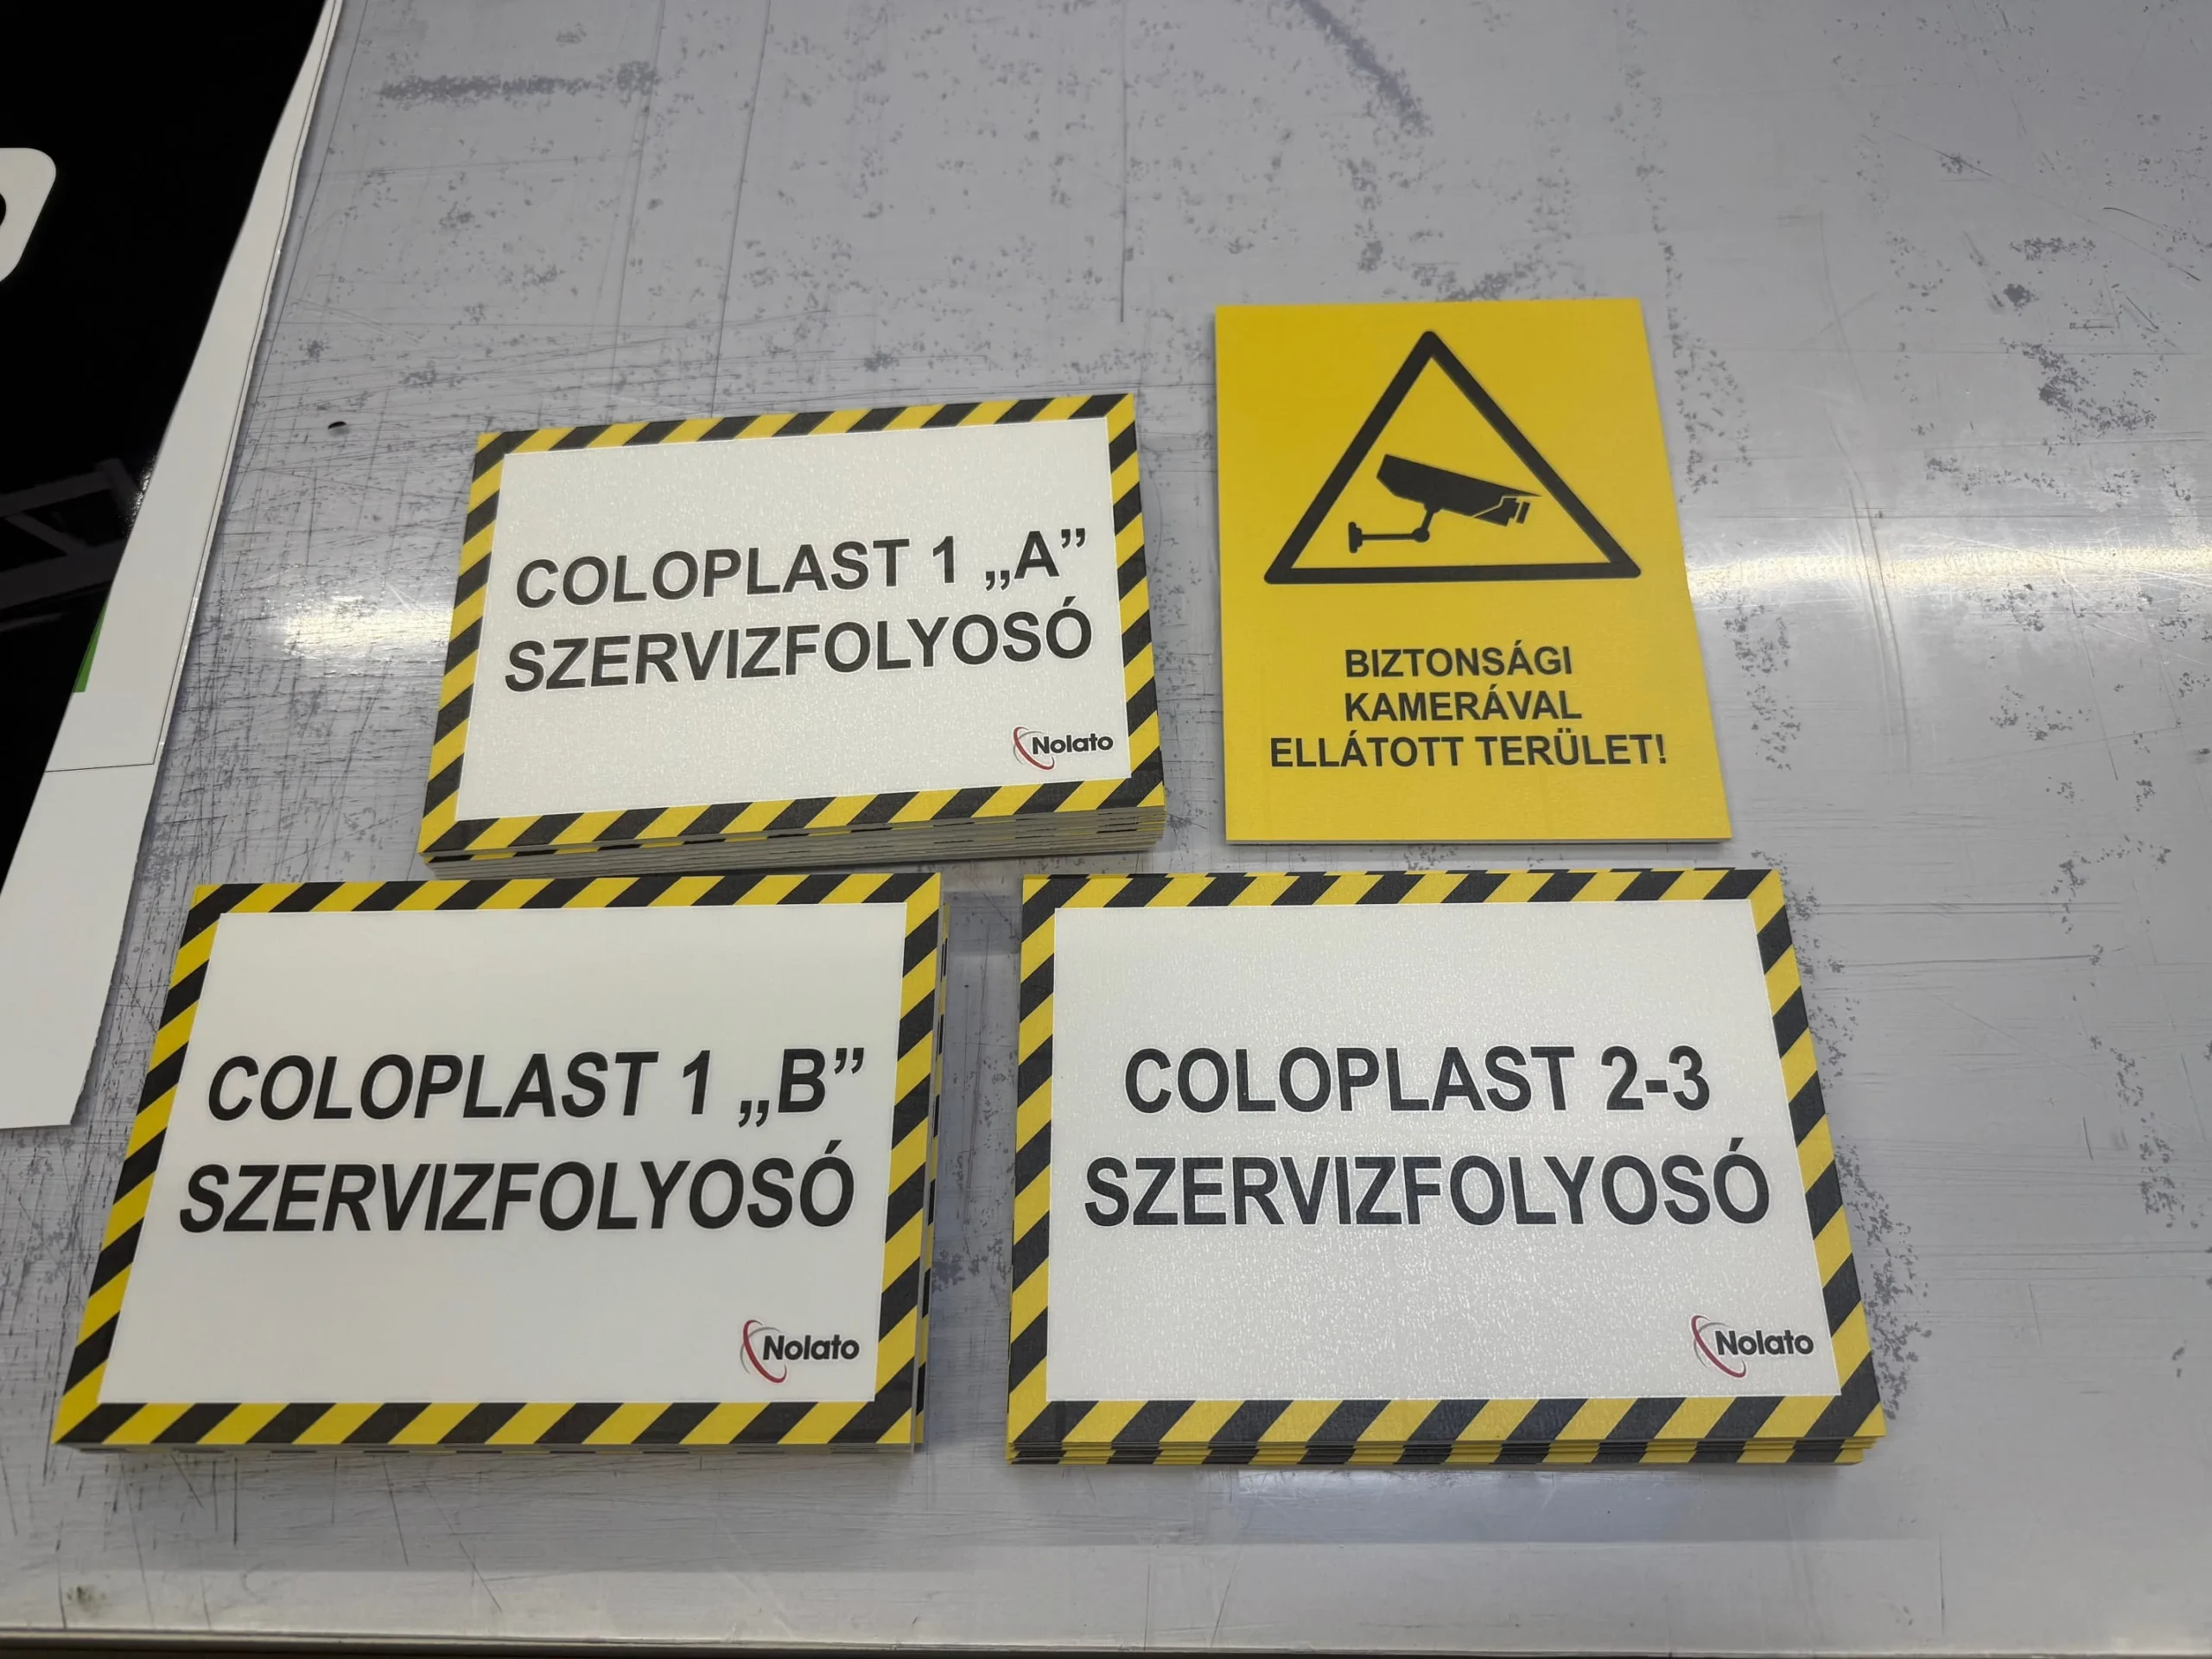 COLOPLAST 1 „A”
SZERVIZFOLYOSÓ
Nolato
BIZTONSÁGI
KAMERÁVAL
ELLÁTOTT TERÜLET!
COLOPLAST 1 „B”
SZERVIZFOLYOSÓ
Nolato
COLOPLAST 2-3
SZERVIZFOLYOSÓ
Nolato